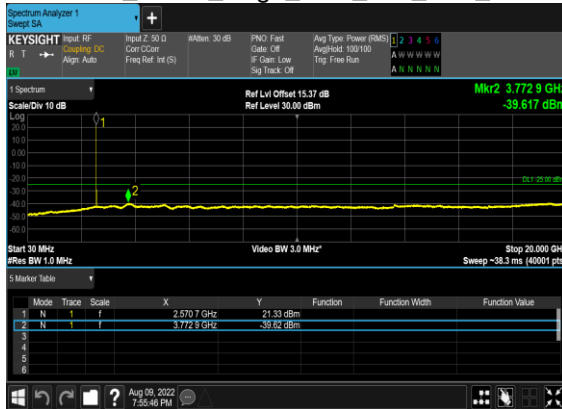 Spectrum Analyzer 1
Swept SA
KEYSIGHT Input: RF Input Z: 50 Ω #Atten: 30 dB PNO: Fast Avg Type: Power (RMS) 1 2 3 4 5 6
R T Coupling: DC Corr CCorr Gate: Off Avg|Hold: 100/100 A W W W W W
Align: Auto Freq Ref: Int (S) IF Gain: Low Trig: Free Run
LXI Sig Track: Off A N N N N N
1 Spectrum Ref Lvl Offset 15.37 dB Mkr2 3.772 9 GHz
Scale/Div 10 dB Ref Level 30.00 dBm -39.617 dBm
Log
20.0
10.0
0.00
-10.0
-20.0
-30.0
-40.0
-50.0
-60.0
1
2
DL1 -25.00 dBm
Start 30 MHz Video BW 3.0 MHz* Stop 20.000 GHz
#Res BW 1.0 MHz Sweep ~38.3 ms (40001 pts)
5 Marker Table
Mode Trace Scale X Y Function Function Width Function Value
1 N 1 f 2.570 7 GHz 21.33 dBm
2 N 1 f 3.772 9 GHz -39.62 dBm
3
4
5
6
? Aug 09, 2022
7:55:46 PM